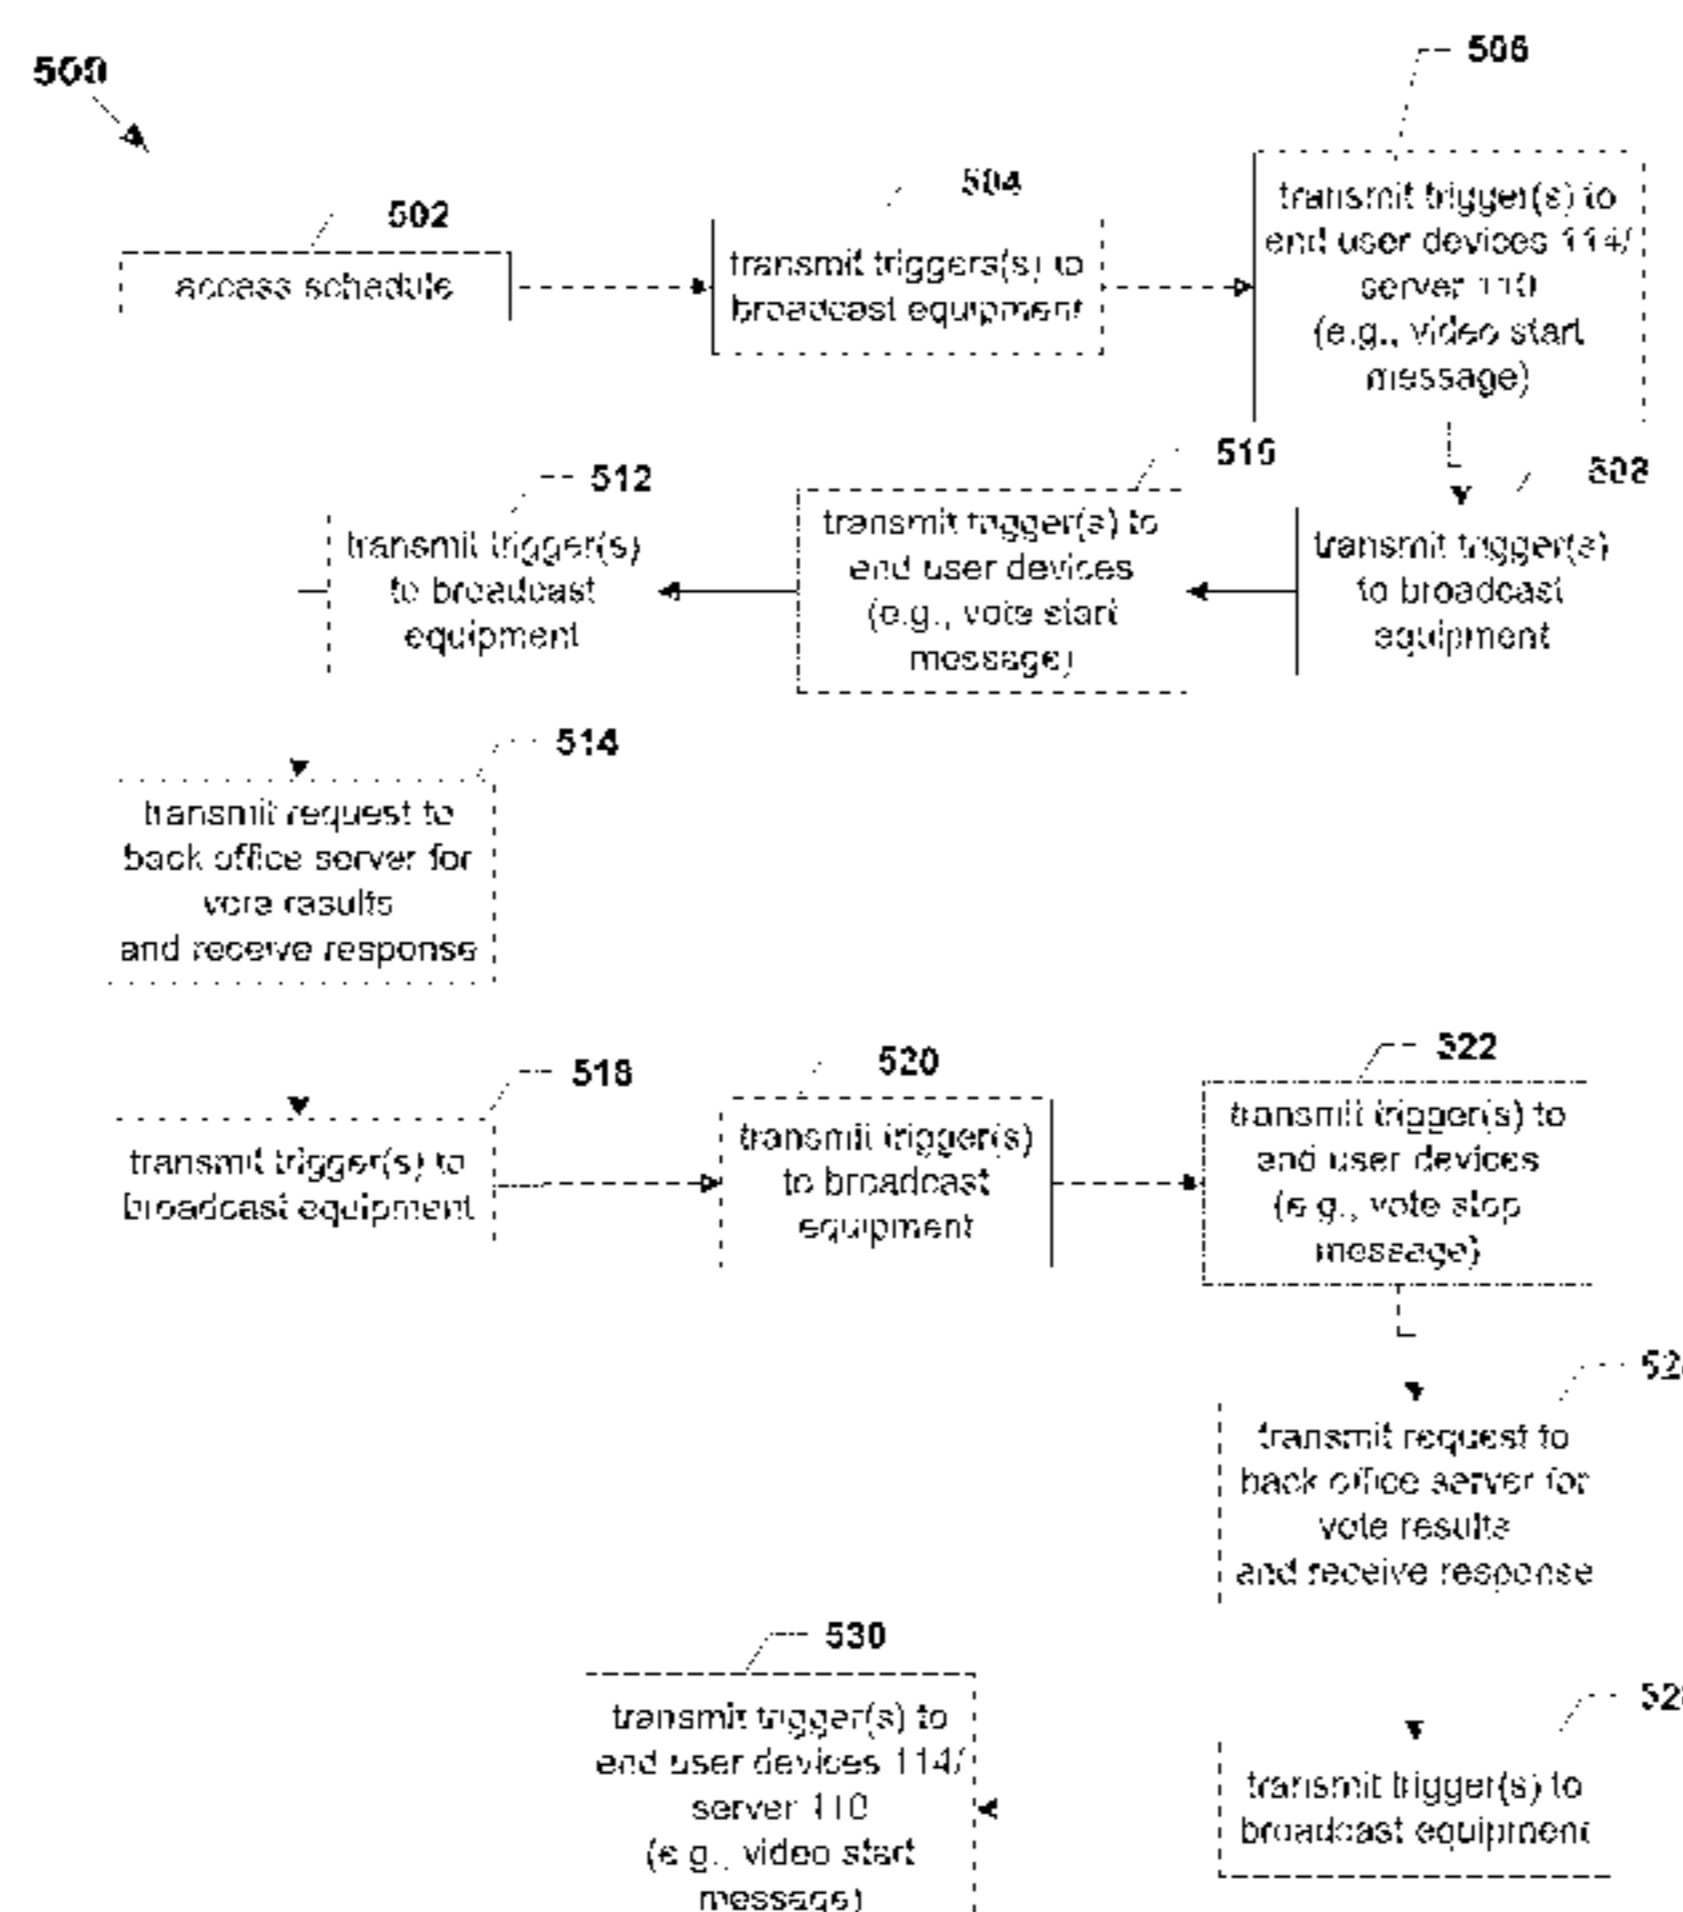 500
506
504
502
transmit trigger(s) to
end user devices 114/
server 110
(e.g., video start
message)
transmit triggers(s) to
broadcast equipment
access schedule
510
508
512
transmit trigger(s)
to broadcast
equipment
transmit trigger(s) to
end user devices
(e.g., vote start
message)
transmit trigger(s)
to broadcast
equipment
514
transmit request to
back office server for
vote results
and receive response
518
520
522
transmit trigger(s) to
broadcast equipment
transmit trigger(s)
to broadcast
equipment
transmit trigger(s) to
end user devices
(e.g., vote stop
message)
transmit request to
back office server for
vote results
and receive response
530
528
transmit trigger(s) to
end user devices 114/
server 110
(e.g., video start
message)
transmit trigger(s) to
broadcast equipment